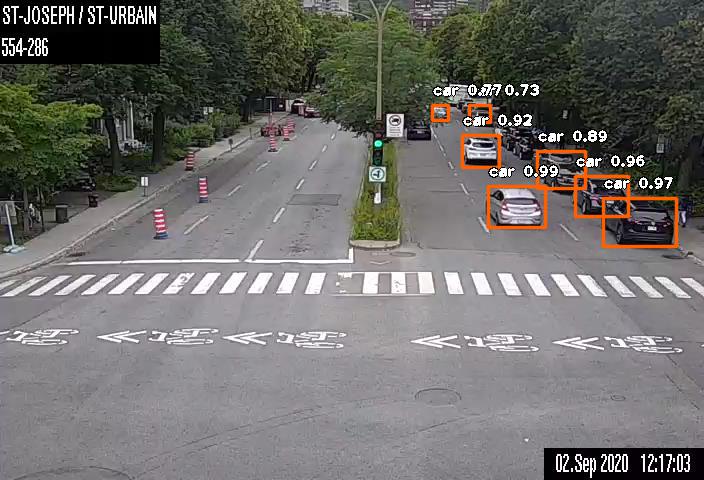 ST-JOSEPH / ST-URBAIN
554-286
car 0.77
0.73
car 0.92
car 0.89
car 0.96
car 0.99
car 0.97
02.Sep 2020 12:17:03